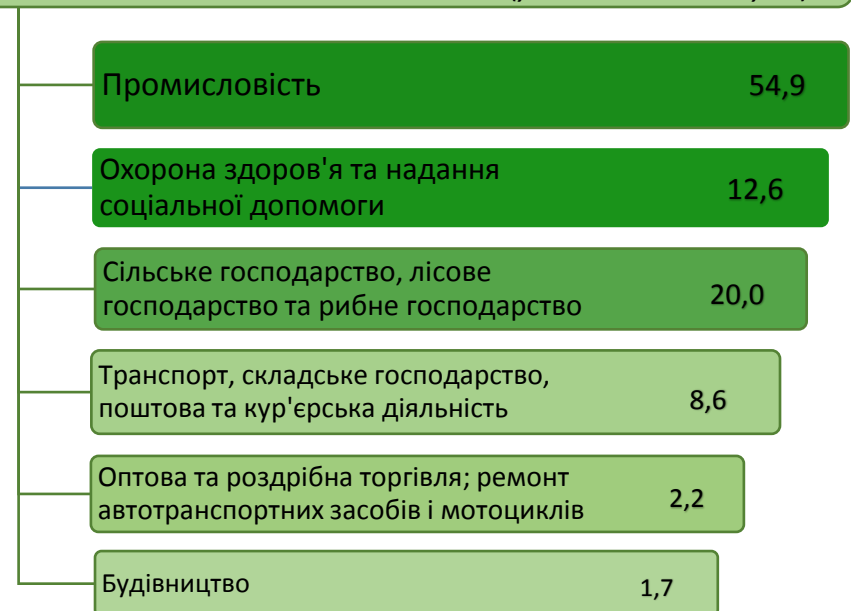 Промисловість 54,9
Охорона здоров'я та надання
соціальної допомоги 12,6
Сільське господарство, лісове
господарство та рибне господарство 20,0
Транспорт, складське господарство,
поштова та кур'єрська діяльність 8,6
Оптова та роздрібна торгівля; ремонт
автотранспортних засобів і мотоциклів 2,2
Будівництво 1,7